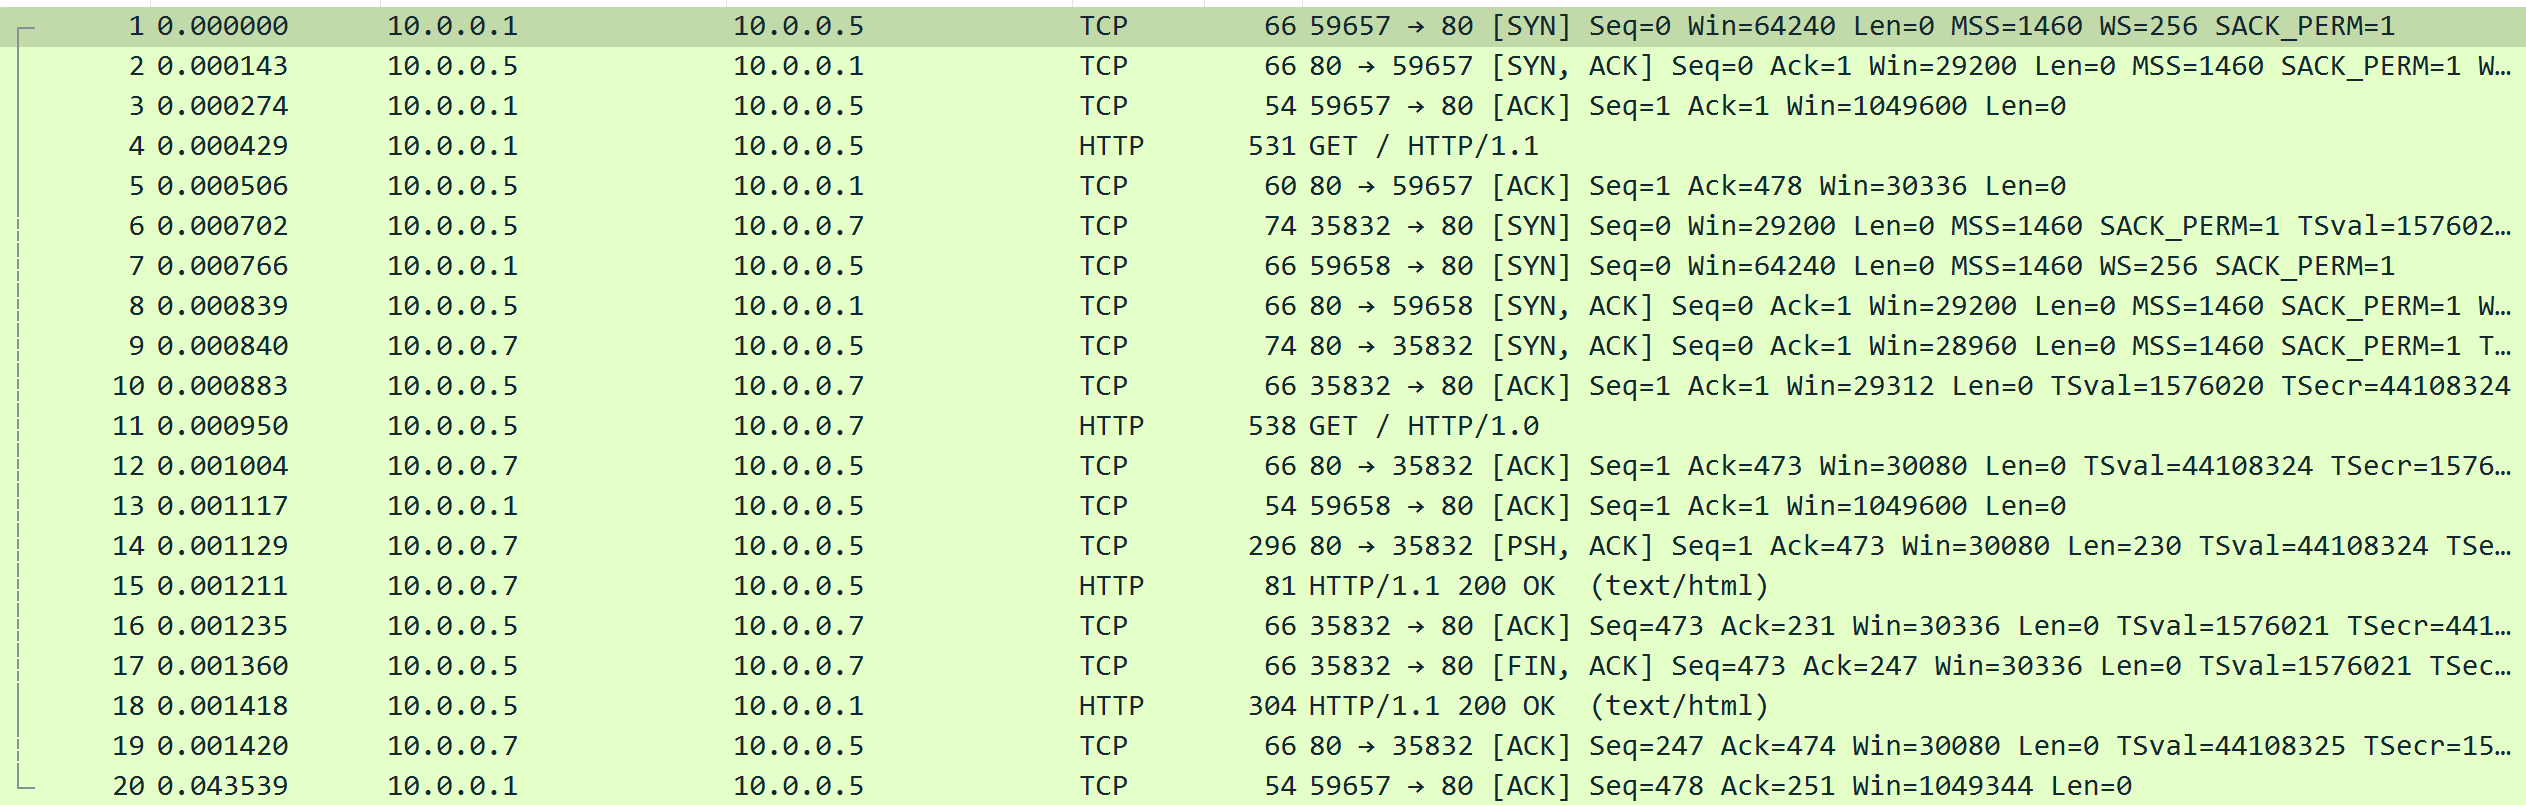 1 0.000000 10.0.0.1 10.0.0.5 TCP 66 59657 → 80 [SYN] Seq=0 Win=64240 Len=0 MSS=1460 WS=256 SACK_PERM=1
2 0.000143 10.0.0.5 10.0.0.1 TCP 66 80 → 59657 [SYN, ACK] Seq=0 Ack=1 Win=29200 Len=0 MSS=1460 SACK_PERM=1 W…
3 0.000274 10.0.0.1 10.0.0.5 TCP 54 59657 → 80 [ACK] Seq=1 Ack=1 Win=1049600 Len=0
4 0.000429 10.0.0.1 10.0.0.5 HTTP 531 GET / HTTP/1.1
5 0.000506 10.0.0.5 10.0.0.1 TCP 60 80 → 59657 [ACK] Seq=1 Ack=478 Win=30336 Len=0
6 0.000702 10.0.0.5 10.0.0.7 TCP 74 35832 → 80 [SYN] Seq=0 Win=29200 Len=0 MSS=1460 SACK_PERM=1 TSval=157602…
7 0.000766 10.0.0.1 10.0.0.5 TCP 66 59658 → 80 [SYN] Seq=0 Win=64240 Len=0 MSS=1460 WS=256 SACK_PERM=1
8 0.000839 10.0.0.5 10.0.0.1 TCP 66 80 → 59658 [SYN, ACK] Seq=0 Ack=1 Win=29200 Len=0 MSS=1460 SACK_PERM=1 W…
9 0.000840 10.0.0.7 10.0.0.5 TCP 74 80 → 35832 [SYN, ACK] Seq=0 Ack=1 Win=28960 Len=0 MSS=1460 SACK_PERM=1 T…
10 0.000883 10.0.0.5 10.0.0.7 TCP 66 35832 → 80 [ACK] Seq=1 Ack=1 Win=29312 Len=0 TSval=1576020 TSecr=44108324
11 0.000950 10.0.0.5 10.0.0.7 HTTP 538 GET / HTTP/1.0
12 0.001004 10.0.0.7 10.0.0.5 TCP 66 80 → 35832 [ACK] Seq=1 Ack=473 Win=30080 Len=0 TSval=44108324 TSecr=1576…
13 0.001117 10.0.0.1 10.0.0.5 TCP 54 59658 → 80 [ACK] Seq=1 Ack=1 Win=1049600 Len=0
14 0.001129 10.0.0.7 10.0.0.5 TCP 296 80 → 35832 [PSH, ACK] Seq=1 Ack=473 Win=30080 Len=230 TSval=44108324 TSe…
15 0.001211 10.0.0.7 10.0.0.5 HTTP 81 HTTP/1.1 200 OK (text/html)
16 0.001235 10.0.0.5 10.0.0.7 TCP 66 35832 → 80 [ACK] Seq=473 Ack=231 Win=30336 Len=0 TSval=1576021 TSecr=441…
17 0.001360 10.0.0.5 10.0.0.7 TCP 66 35832 → 80 [FIN, ACK] Seq=473 Ack=247 Win=30336 Len=0 TSval=1576021 TSec…
18 0.001418 10.0.0.5 10.0.0.1 HTTP 304 HTTP/1.1 200 OK (text/html)
19 0.001420 10.0.0.7 10.0.0.5 TCP 66 80 → 35832 [ACK] Seq=247 Ack=474 Win=30080 Len=0 TSval=44108325 TSecr=15…
20 0.043539 10.0.0.1 10.0.0.5 TCP 54 59657 → 80 [ACK] Seq=478 Ack=251 Win=1049344 Len=0